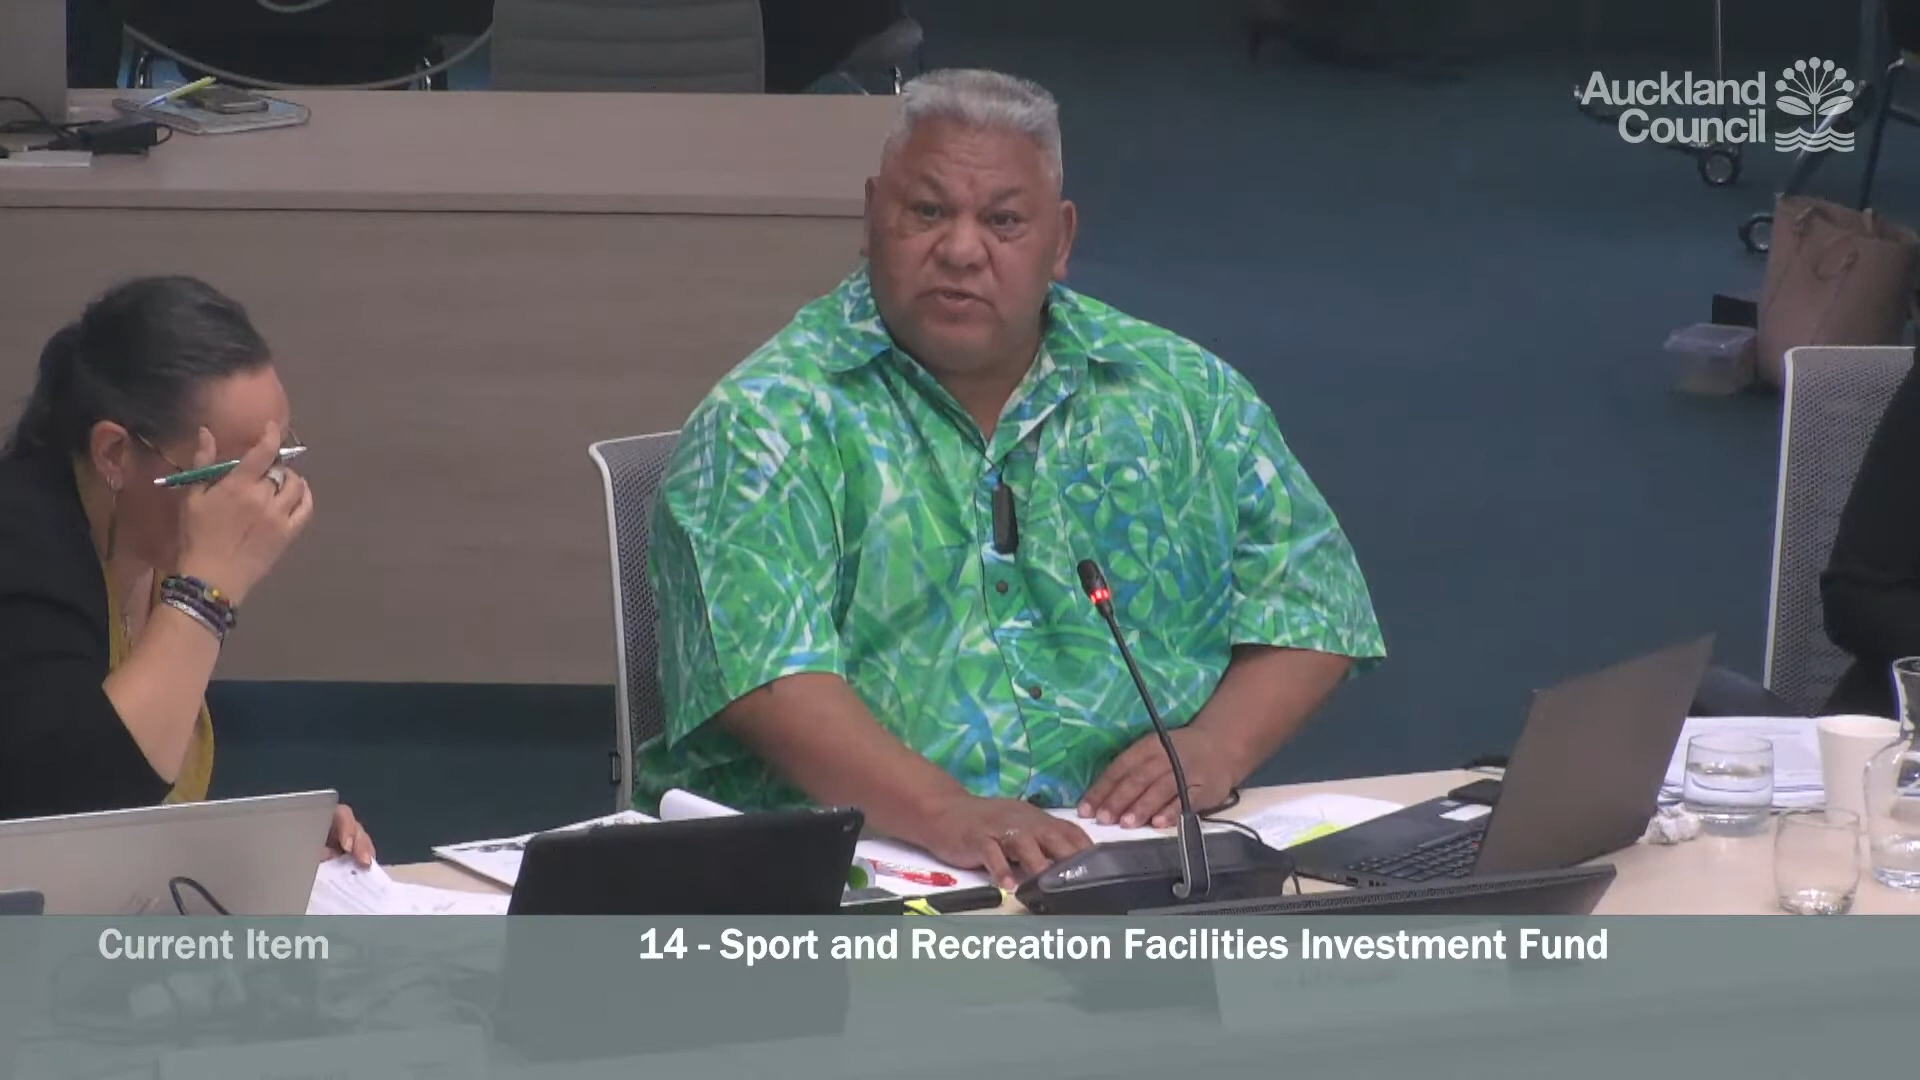 Auckland
Council
Current Item
14 - Sport and Recreation Facilities Investment Fund